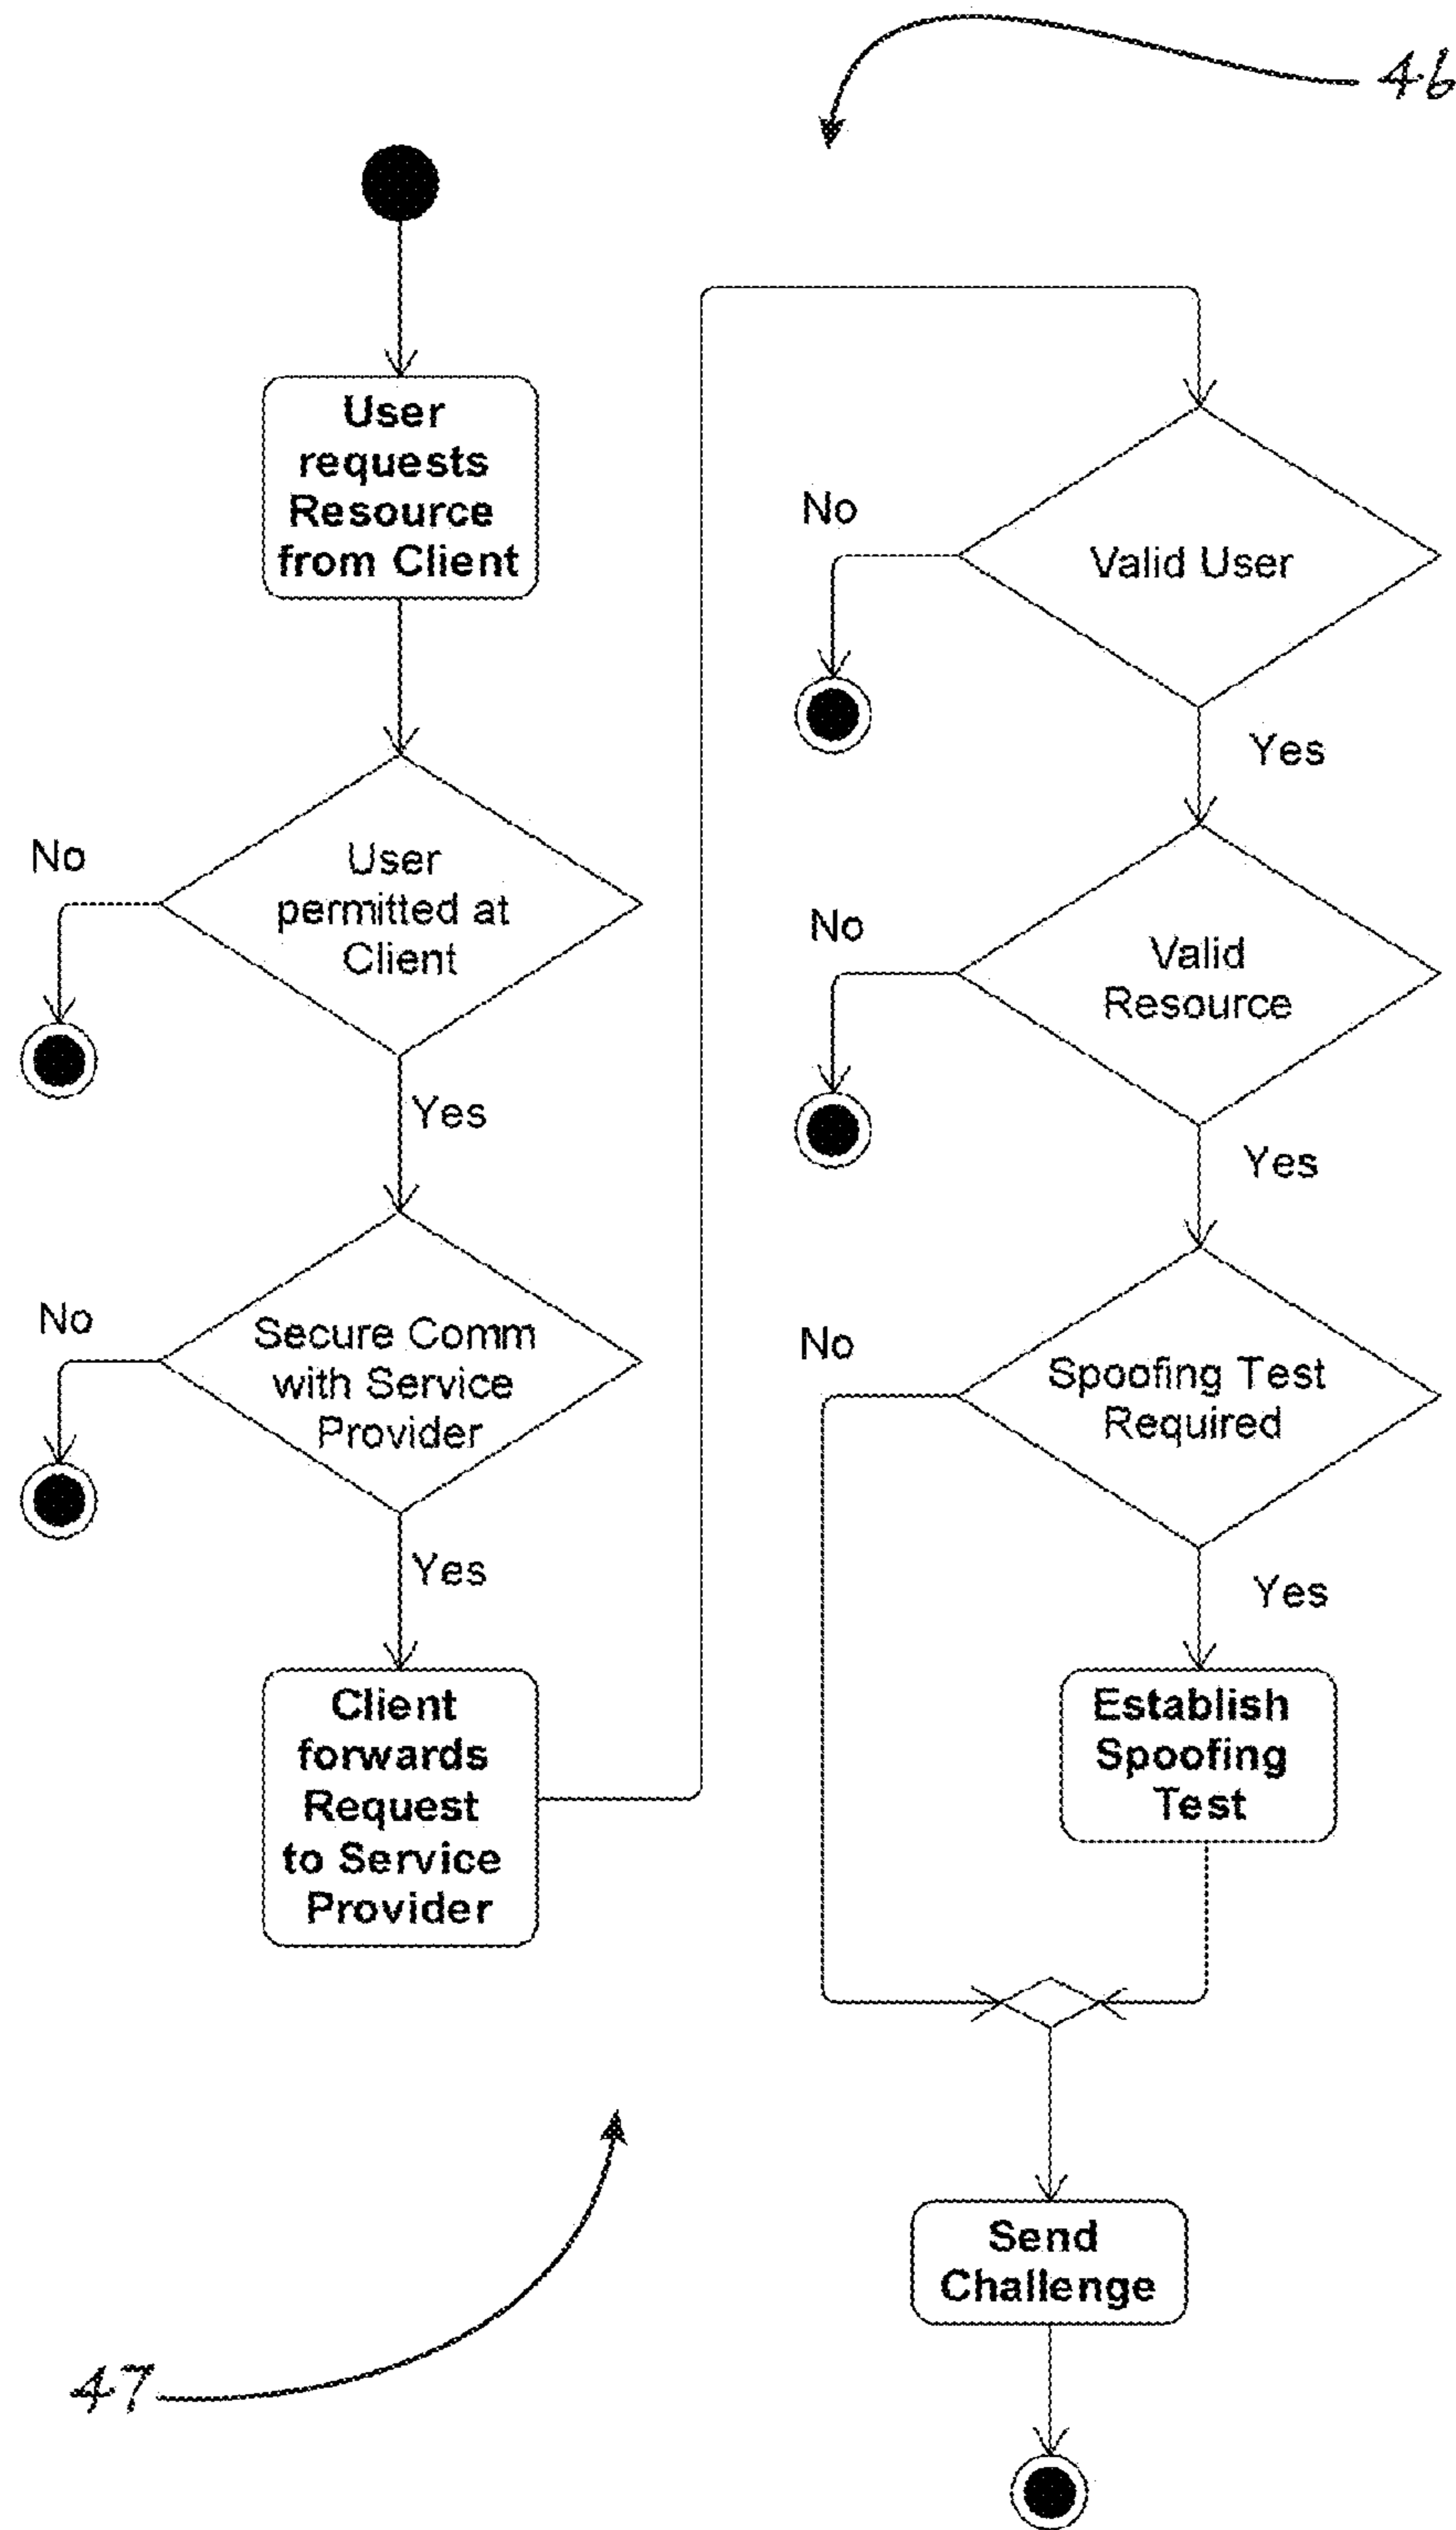 46
User
requests
Resource
from Client
No
User
permitted at
Client
Yes
No
Secure Comm
with Service
Provider
Yes
Client
forwards
Request
to Service
Provider
No
Valid User
Yes
No
Valid
Resource
Yes
No
Spoofing Test
Required
Yes
Establish
Spoofing
Test
Send
Challenge
47